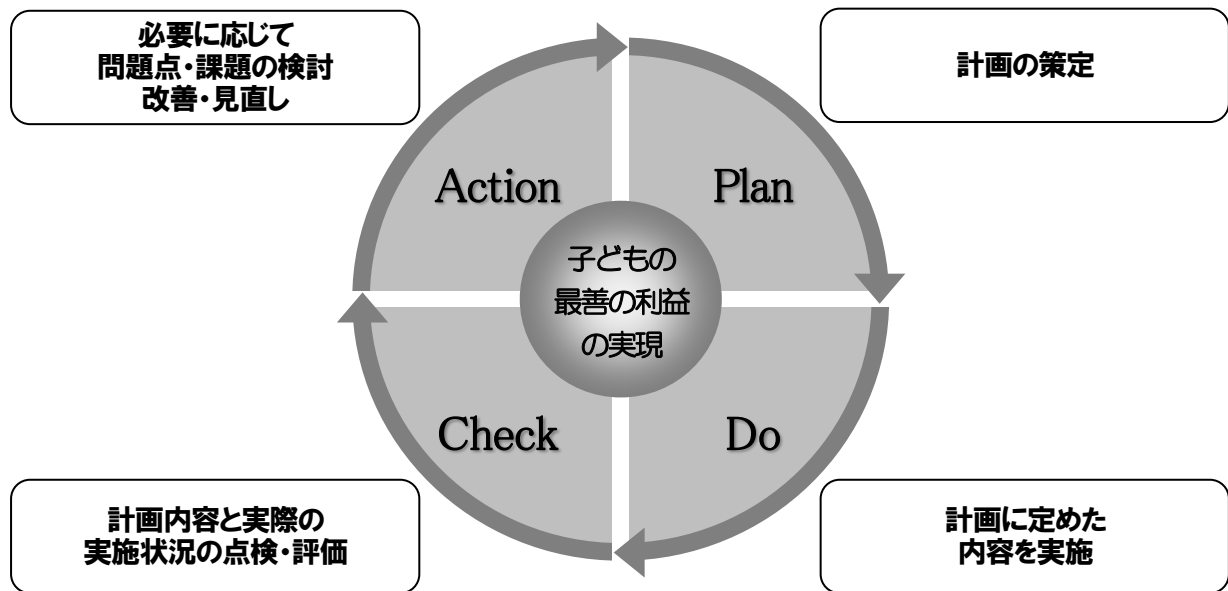 必要に応じて
問題点・課題の検討
改善・見直し
計画の策定
Action
Plan
子どもの
最善の利益
の実現
Check
Do
計画内容と実際の
実施状況の点検・評価
計画に定めた
内容を実施